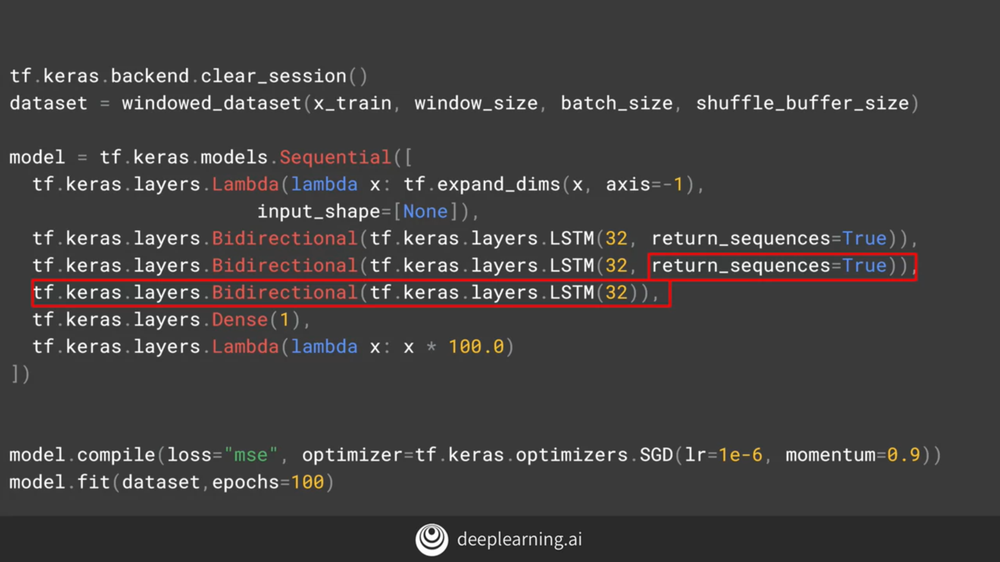 tf.keras.backend.clear_session()
dataset = windowed_dataset(x_train, window_size, batch_size, shuffle_buffer_size)
model = tf.keras.models.Sequential([
tf.keras.layers.Lambda(lambda x: tf.expand_dims(x, axis=-1),
input_shape=[None]),
tf.keras.layers.Bidirectional(tf.keras.layers.LSTM(32, return_sequences=True)),
tf.keras.layers.Bidirectional(tf.keras.layers.LSTM(32, return_sequences=True)),
tf.keras.layers.Bidirectional(tf.keras.layers.LSTM(32)),
tf.keras.layers.Dense(1),
tf.keras.layers.Lambda(lambda x: x * 100.0)
])
model.compile(loss="mse", optimizer=tf.keras.optimizers.SGD(lr=1e-6, momentum=0.9))
model.fit(dataset,epochs=100)
deeplearning.ai